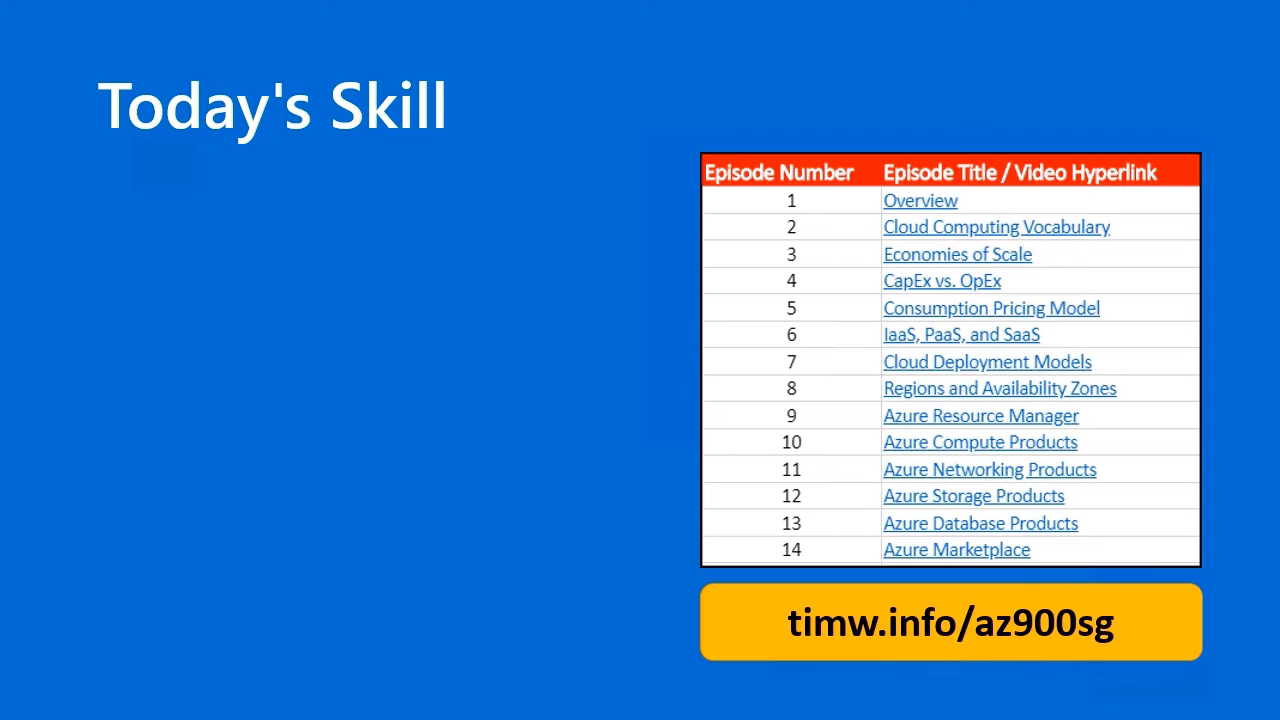 Today's Skill
Episode Number Episode Title / Video Hyperlink
1 Overview
2 Cloud Computing Vocabulary
3 Economies of Scale
4 CapEx vs. OpEx
5 Consumption Pricing Model
6 IaaS, PaaS, and SaaS
7 Cloud Deployment Models
8 Regions and Availability Zones
9 Azure Resource Manager
10 Azure Compute Products
11 Azure Networking Products
12 Azure Storage Products
13 Azure Database Products
14 Azure Marketplace
timw.info/az900sg